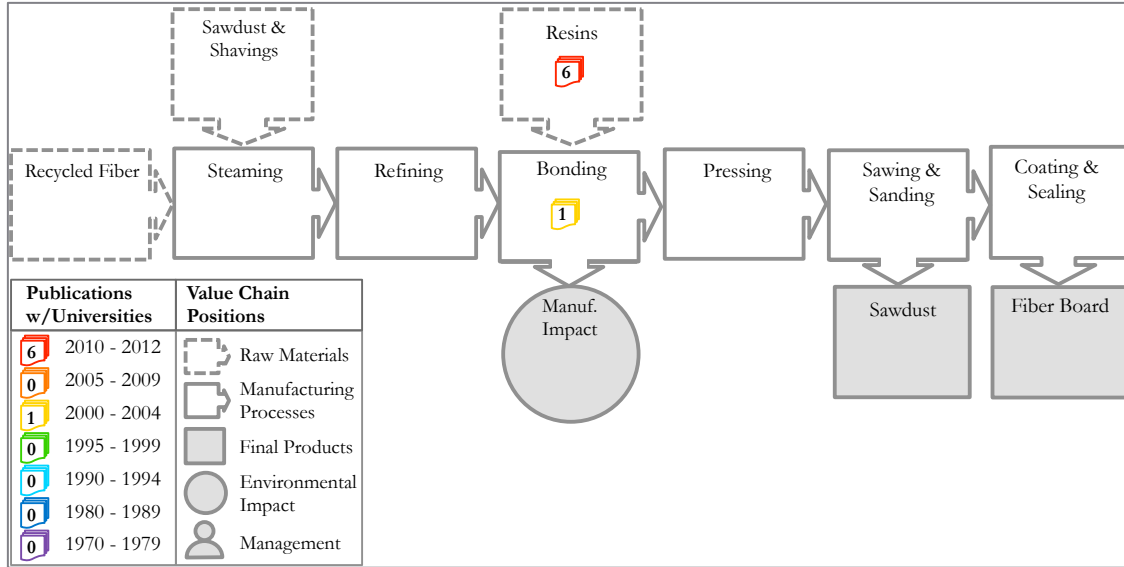 Sawdust &
Shavings
Resins
6
Recycled Fiber
Steaming
Refining
Bonding
1
Pressing
Sawing &
Sanding
Coating &
Sealing
Manuf.
Impact
Sawdust
Fiber Board
Publications
w/Universities
Value Chain
Positions
6 2010 - 2012
0 2005 - 2009
1 2000 - 2004
0 1995 - 1999
0 1990 - 1994
0 1980 - 1989
0 1970 - 1979
Raw Materials
Manufacturing
Processes
Final Products
Environmental
Impact
Management